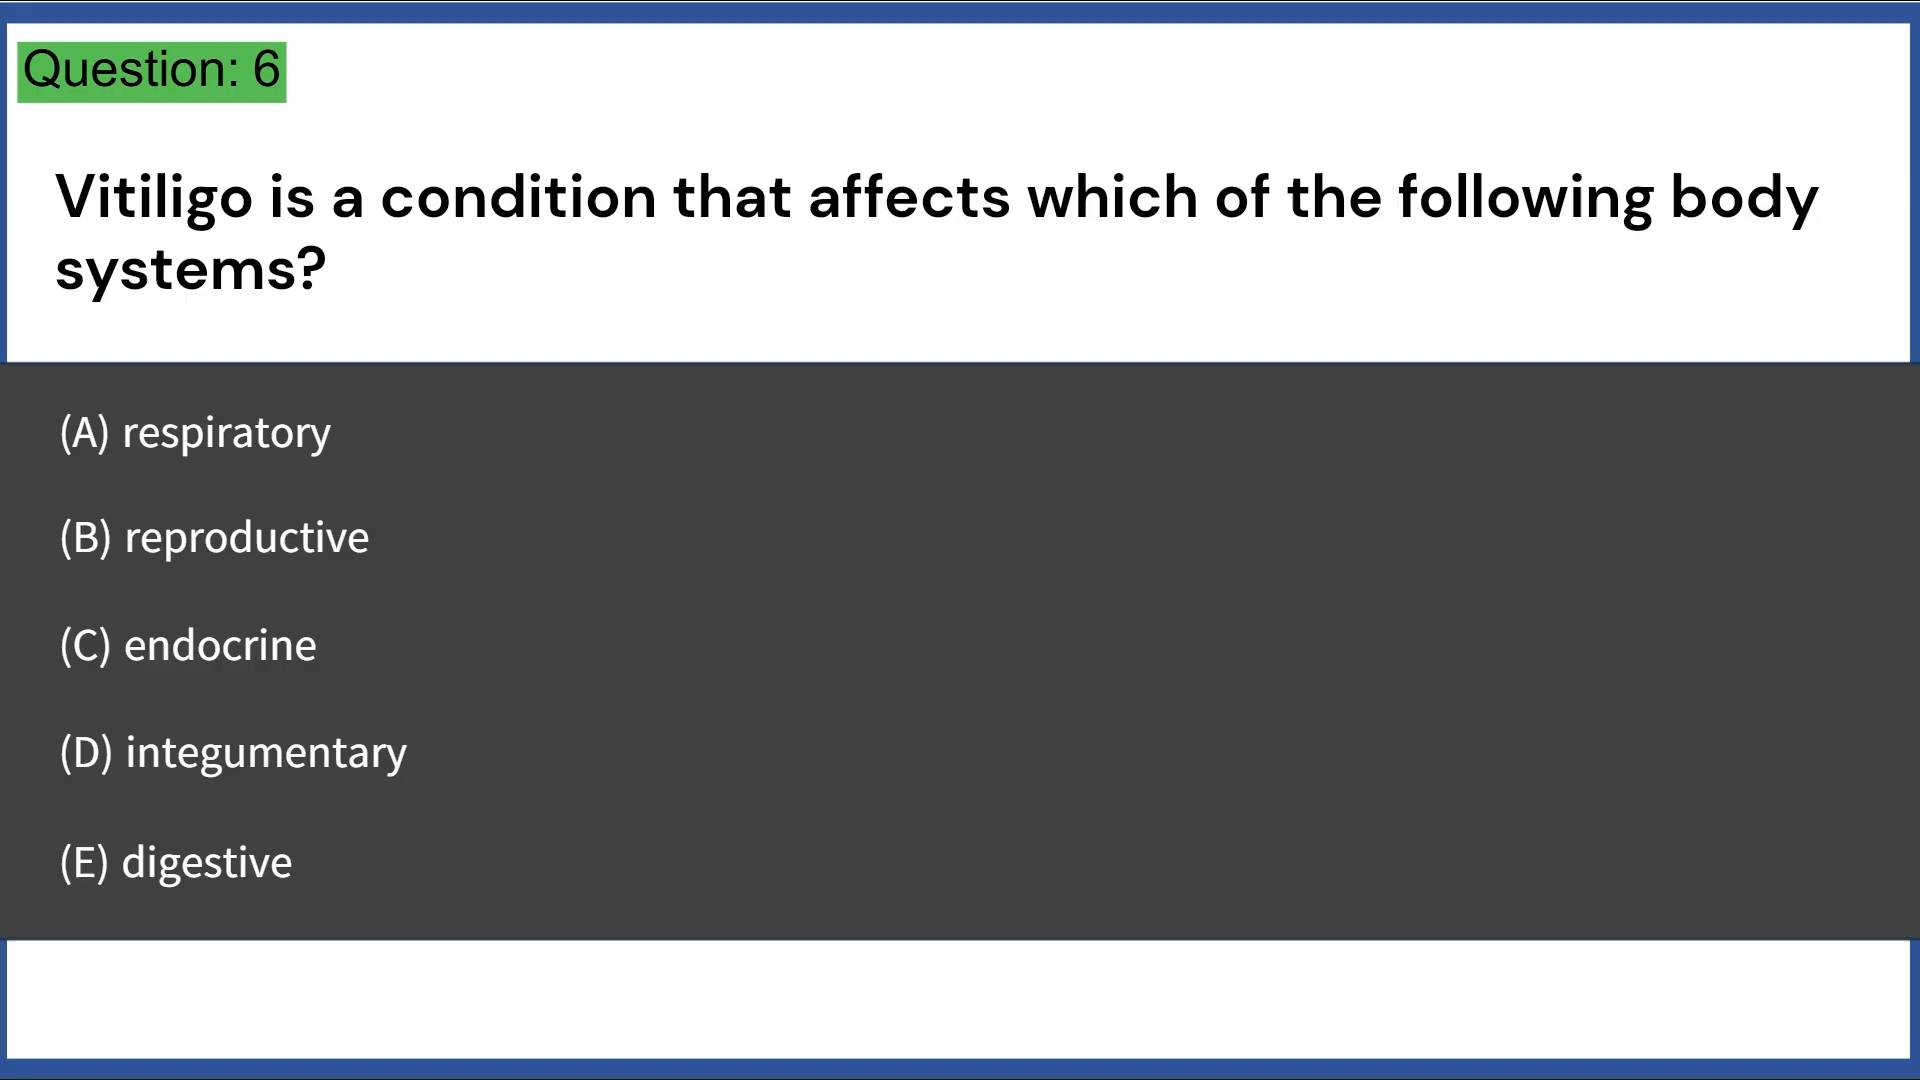 Question: 6
Vitiligo is a condition that affects which of the following body
systems?
(A) respiratory
(B) reproductive
(C) endocrine
(D) integumentary
(E) digestive